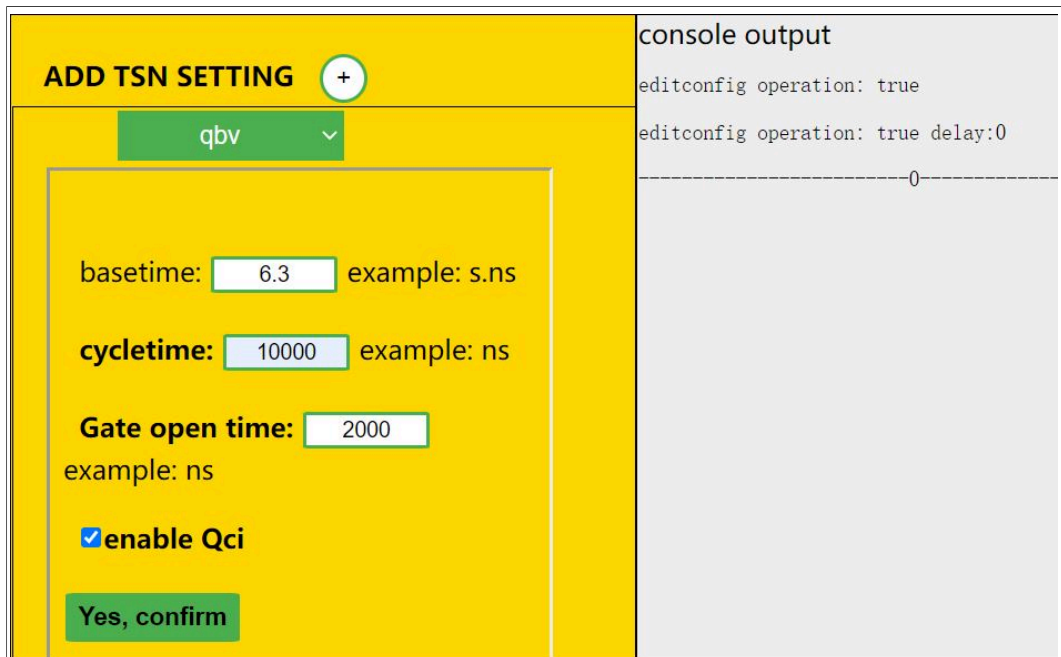 ADD TSN SETTING +
qbv
basetime: 6.3 example: s.ns
cycletime: 10000 example: ns
Gate open time: 2000
example: ns
enable Qci
Yes, confirm
console output
editconfig operation: true
editconfig operation: true delay:0
-------------------------0-------------